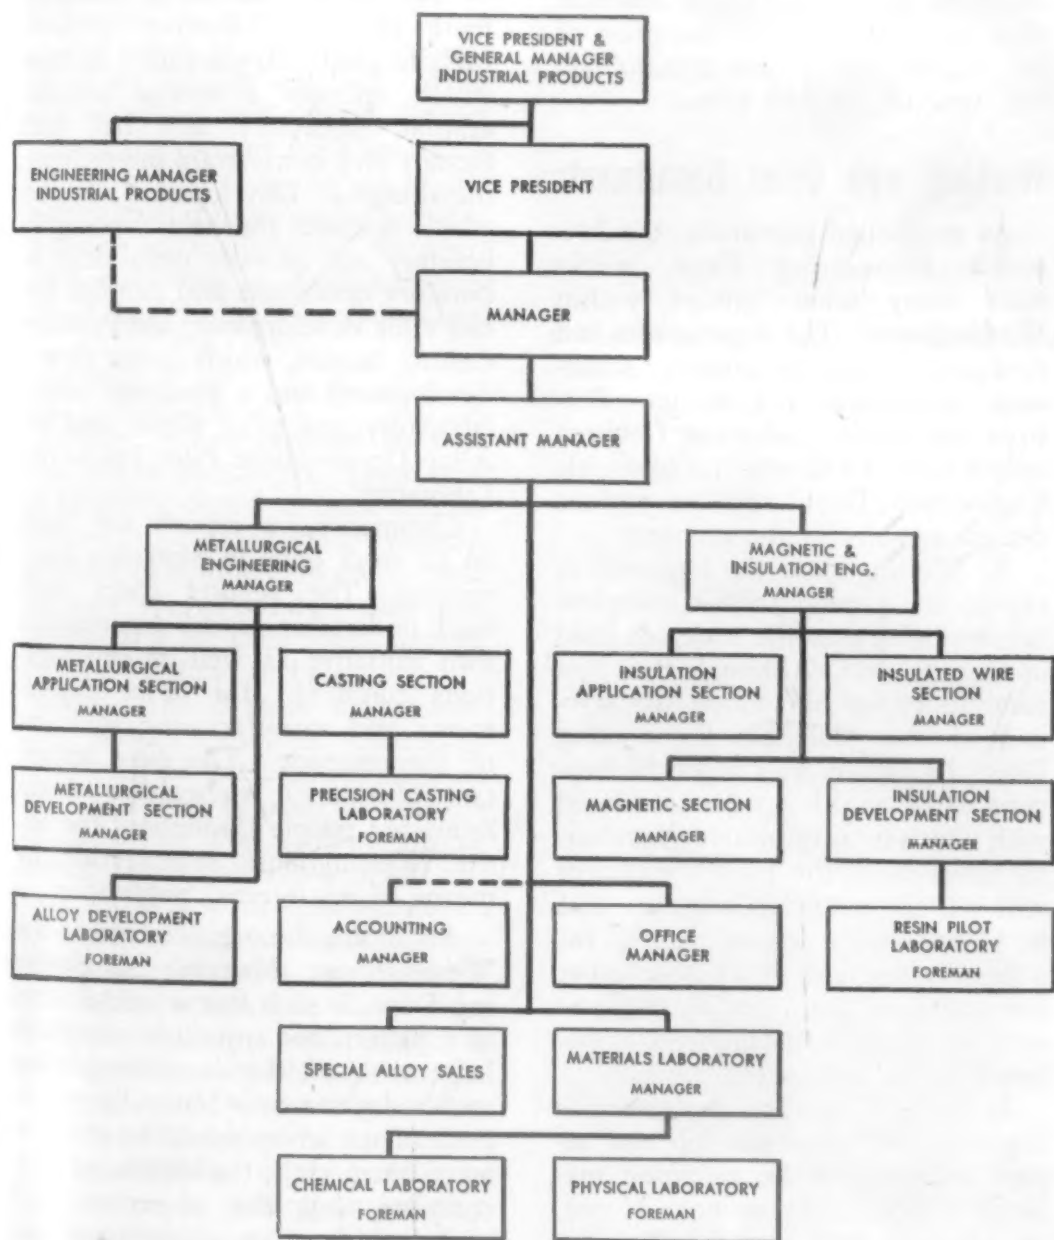 VICE PRESIDENT &
GENERAL MANAGER
INDUSTRIAL PRODUCTS
ENGINEERING MANAGER
INDUSTRIAL PRODUCTS
VICE PRESIDENT
MANAGER
ASSISTANT MANAGER
METALLURGICAL
ENGINEERING
MANAGER
MAGNETIC &
INSULATION ENG.
MANAGER
METALLURGICAL
APPLICATION SECTION
MANAGER
CASTING SECTION
MANAGER
INSULATION
APPLICATION SECTION
MANAGER
INSULATED WIRE
SECTION
MANAGER
METALLURGICAL
DEVELOPMENT SECTION
MANAGER
PRECISION CASTING
LABORATORY
FOREMAN
MAGNETIC SECTION
MANAGER
INSULATION
DEVELOPMENT SECTION
MANAGER
ALLOY DEVELOPMENT
LABORATORY
FOREMAN
ACCOUNTING
MANAGER
OFFICE
MANAGER
RESIN PILOT
LABORATORY
FOREMAN
SPECIAL ALLOY SALES
MATERIALS LABORATORY
MANAGER
CHEMICAL LABORATORY
FOREMAN
PHYSICAL LABORATORY
FOREMAN